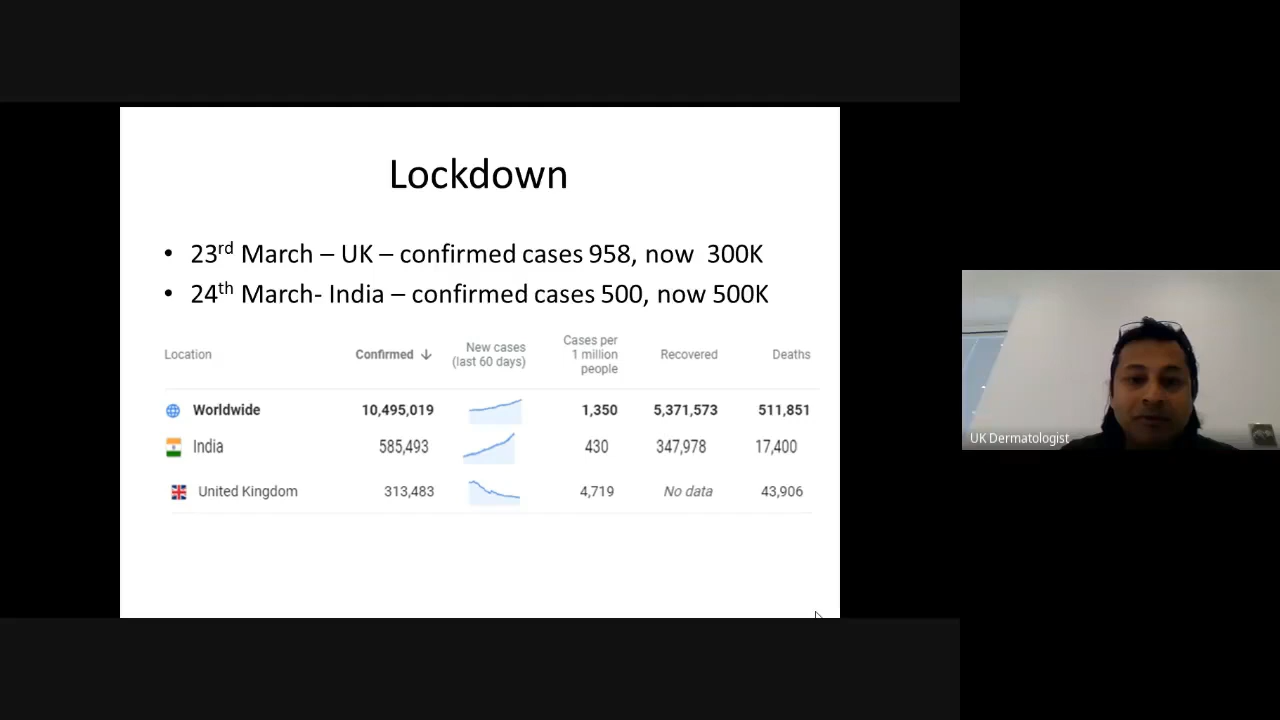 Lockdown
• 23rd March – UK – confirmed cases 958, now 300K
• 24th March- India – confirmed cases 500, now 500K
Location Confirmed ↓ New cases (last 60 days) Cases per 1 million people Recovered Deaths
Worldwide 10,495,019 1,350 5,371,573 511,851
India 585,493 430 347,978 17,400
United Kingdom 313,483 4,719 No data 43,906
UK Dermatologist